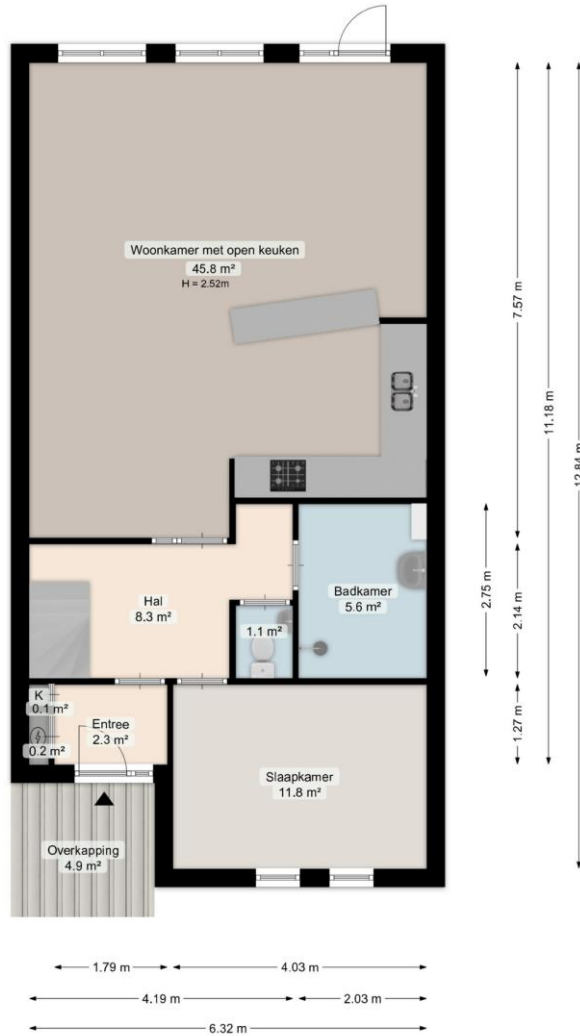 Woonkamer met open keuken
45.8 m²
H = 2.52m
7.57 m
11.18 m
12.84 m
Badkamer
5.6 m²
2.75 m
2.14 m
Hal
8.3 m²
1.1 m²
K
0.1 m²
0.2 m²
Entree
2.3 m²
1.27 m
Slaapkamer
11.8 m²
Overkapping
4.9 m²
1.79 m
4.03 m
4.19 m
2.03 m
6.32 m